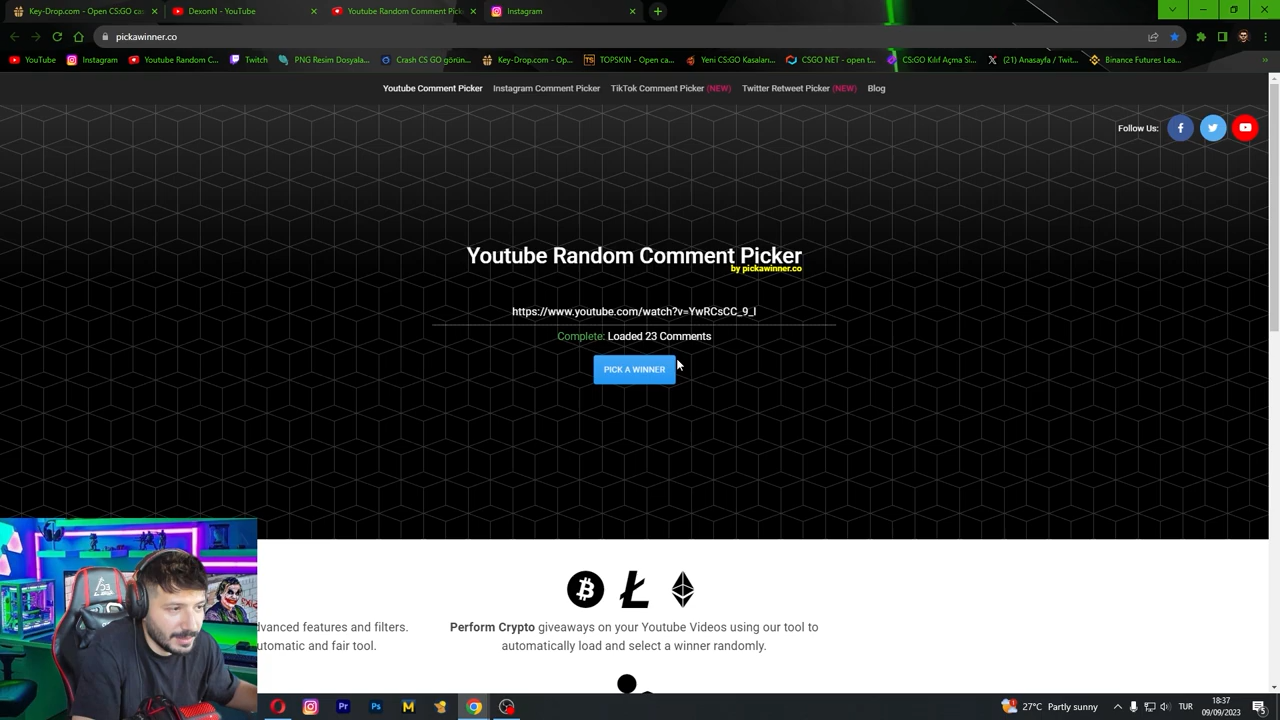 Key-Drop.com - Open CS:GO ca
DexonN - YouTube
Youtube Random Comment Picke
Instagram
pickawinner.co
YouTube
Instagram
Youtube Random C...
Twitch
PNG Resim Dosyala...
Crash CS GO görün...
Key-Drop.com - Op...
TOPSKIN - Open ca...
Yeni CS:GO Kasaları...
CSGO NET - open t...
CS:GO Kılıf Açma Si...
(21) Anasayfa / Twit...
Binance Futures Lea...
Youtube Comment Picker
Instagram Comment Picker
TikTok Comment Picker (NEW)
Twitter Retweet Picker (NEW)
Blog
Follow Us:
Youtube Random Comment Picker
by pickawinner.co
https://www.youtube.com/watch?v=YwRCsCC_9_I
Complete: Loaded 23 Comments
PICK A WINNER
dvanced features and filters.
utomatic and fair tool.
Perform Crypto giveaways on your Youtube Videos using our tool to
automatically load and select a winner randomly.
27°C Partly sunny
TUR
18:37
09/09/2023